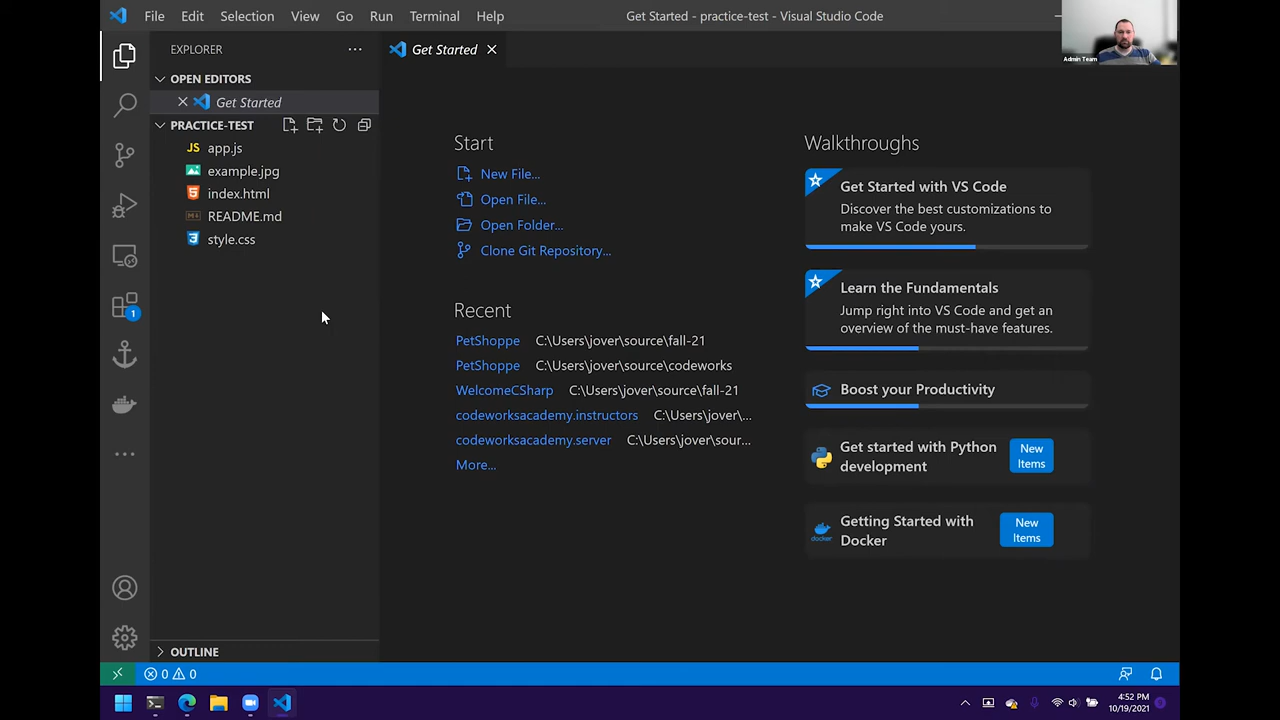 File Edit Selection View Go Run Terminal Help
Get Started - practice-test - Visual Studio Code
Admin Team
EXPLORER
Get Started
OPEN EDITORS
Get Started
PRACTICE-TEST
JS app.js
example.jpg
index.html
README.md
style.css
OUTLINE
1
Start
New File...
Open File...
Open Folder...
Clone Git Repository...
Recent
PetShoppe C:\Users\jover\source\fall-21
PetShoppe C:\Users\jover\source\codeworks
WelcomeCSharp C:\Users\jover\source\fall-21
codeworksacademy.instructors C:\Users\jover\...
codeworksacademy.server C:\Users\jover\sour...
More...
Walkthroughs
Get Started with VS Code
Discover the best customizations to
make VS Code yours.
Learn the Fundamentals
Jump right into VS Code and get an
overview of the must-have features.
Boost your Productivity
Get started with Python
development
New
Items
Getting Started with
Docker
New
Items
docker
0 0
4:52 PM
10/19/2021